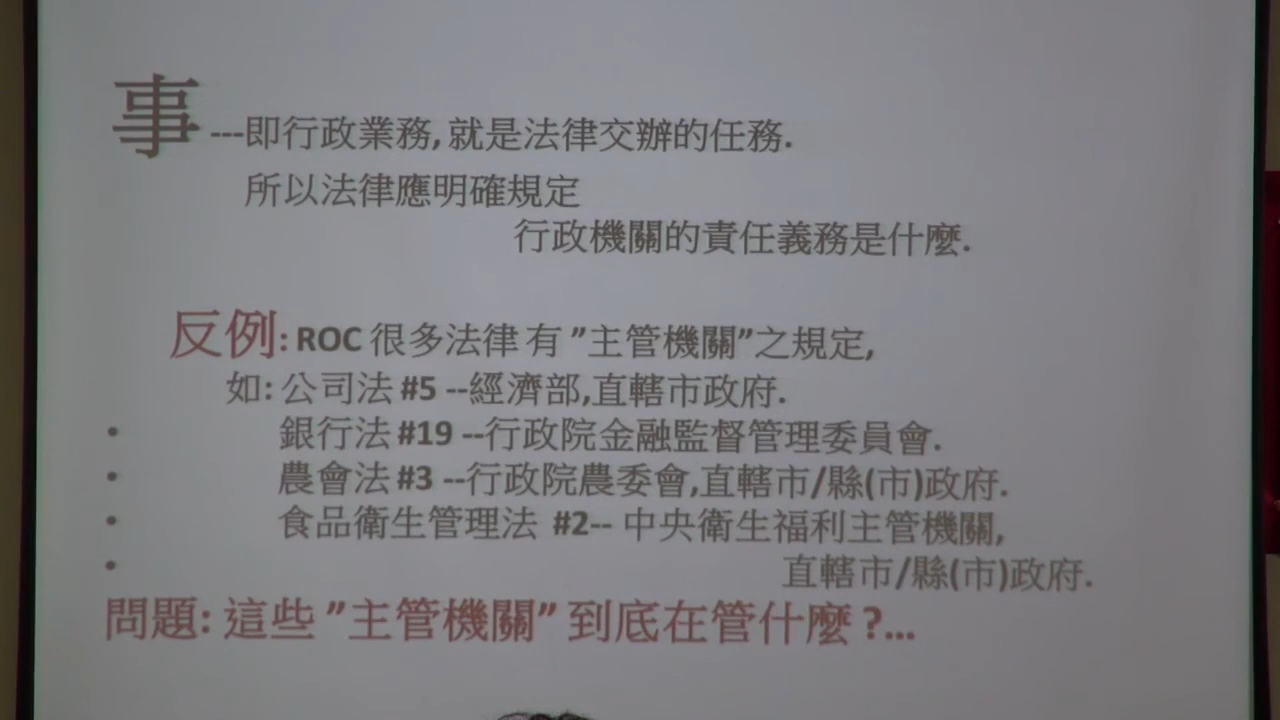 事 ---即行政業務, 就是法律交辦的任務.
所以法律應明確規定
行政機關的責任義務是什麼.
反例: ROC 很多法律 有 ”主管機關”之規定,
如: 公司法 #5 --經濟部,直轄市政府.
• 銀行法 #19 --行政院金融監督管理委員會.
• 農會法 #3 --行政院農委會,直轄市/縣(市)政府.
• 食品衛生管理法 #2-- 中央衛生福利主管機關,
• 直轄市/縣(市)政府.
問題: 這些 ”主管機關” 到底在管什麼 ?...